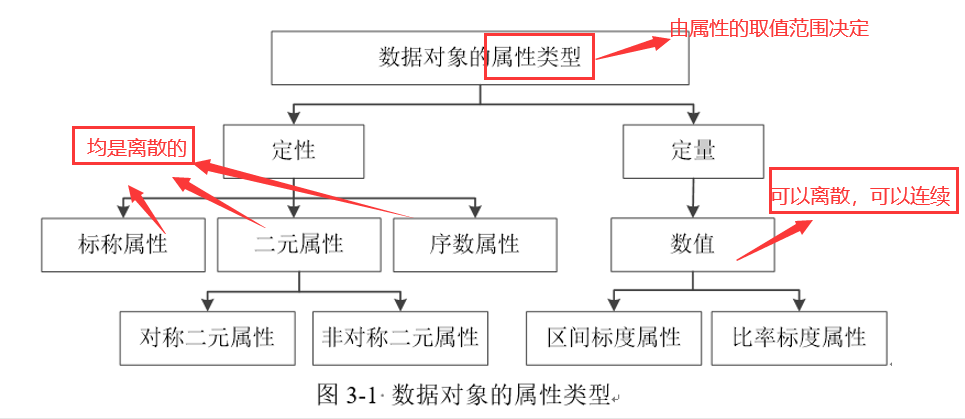 由属性的取值范围决定
数据对象的属性类型
均是离散的
定性
定量
可以离散，可以连续
标称属性
二元属性
序数属性
数值
对称二元属性
非对称二元属性
区间标度属性
比率标度属性
图 3-1 数据对象的属性类型